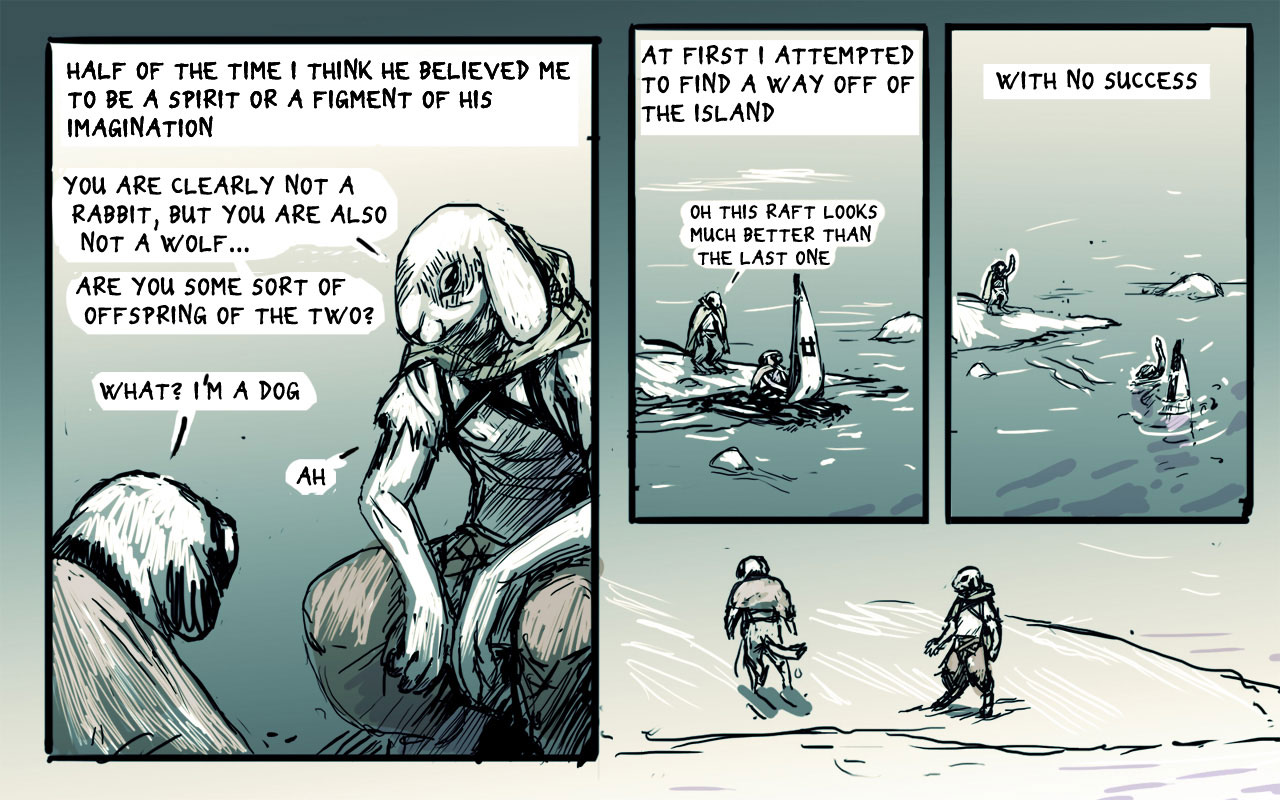 HALF OF THE TIME I THINK HE BELIEVED ME
TO BE A SPIRIT OR A FIGMENT OF HIS
IMAGINATION
YOU ARE CLEARLY NOT A
RABBIT, BUT YOU ARE ALSO
NOT A WOLF...
ARE YOU SOME SORT OF
OFFSPRING OF THE TWO?
WHAT? I'M A DOG
AH
AT FIRST I ATTEMPTED
TO FIND A WAY OFF OF
THE ISLAND
OH THIS RAFT LOOKS
MUCH BETTER THAN
THE LAST ONE
WITH NO SUCCESS